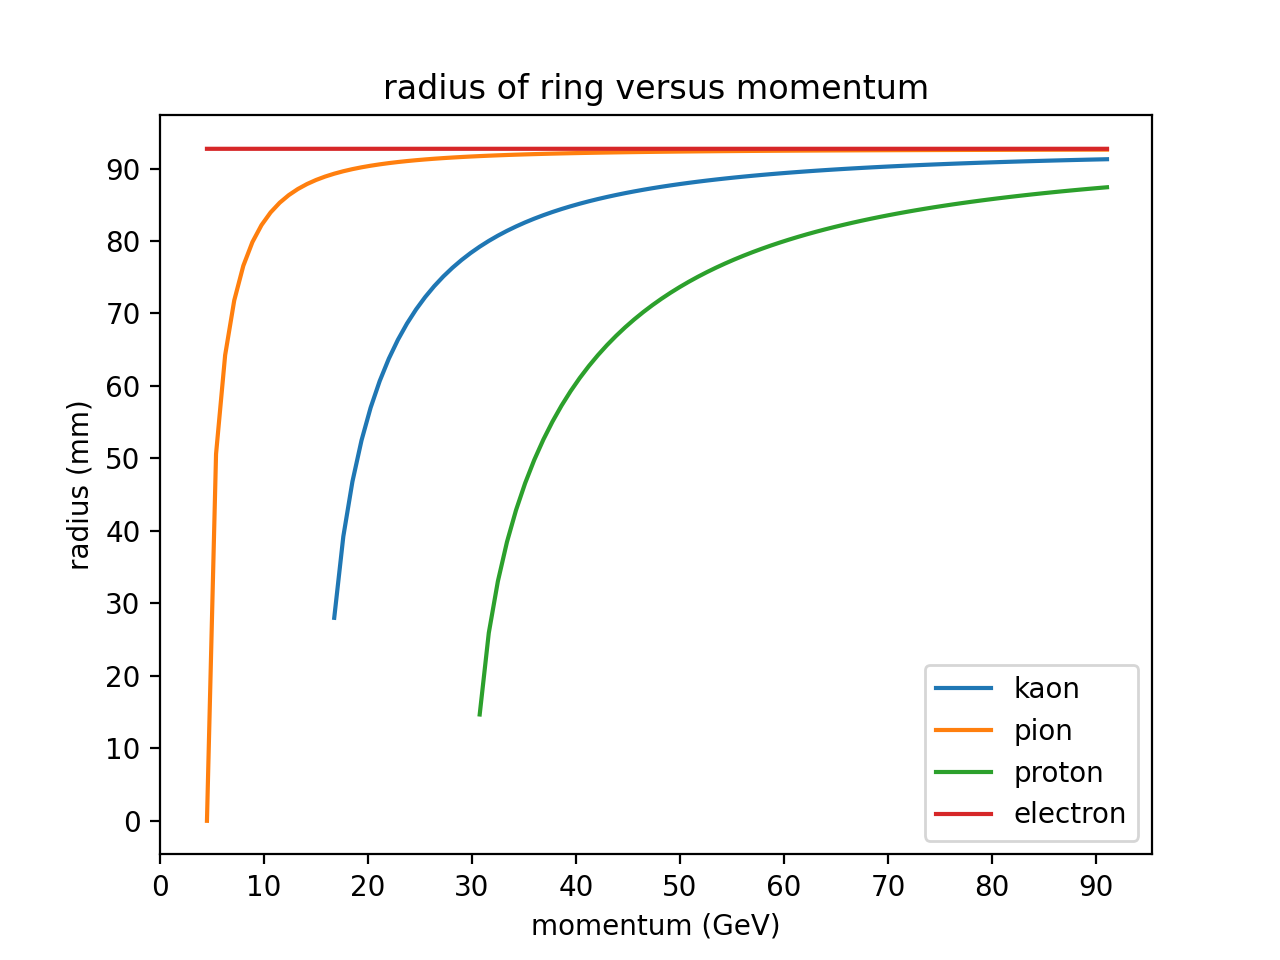 radius of ring versus momentum
radius (mm)
90
80
70
60
50
40
30
20
10
0
0 10 20 30 40 50 60 70 80 90
momentum (GeV)
kaon
pion
proton
electron